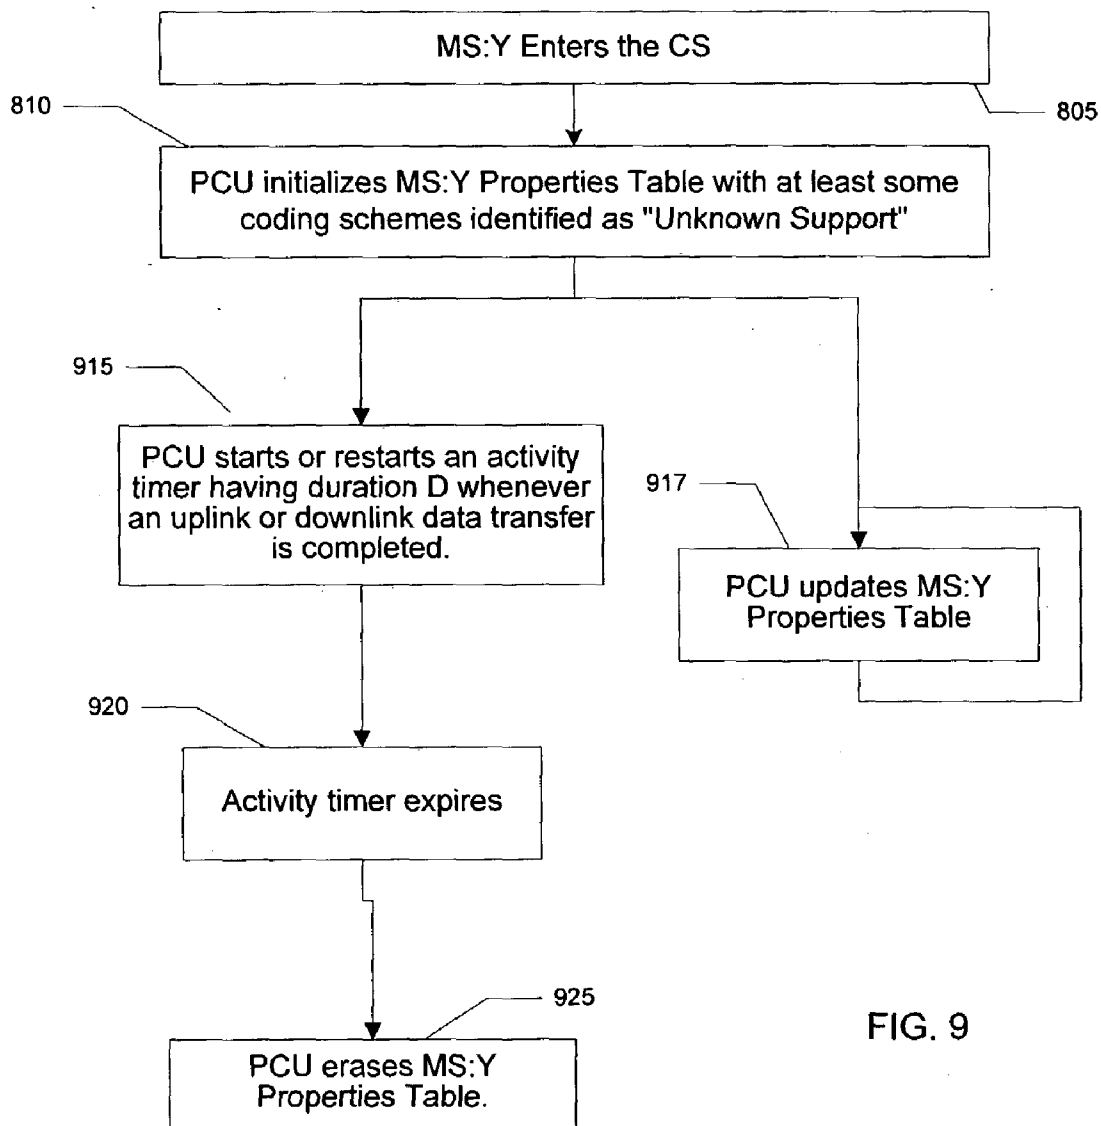 MS:Y Enters the CS
805
810
PCU initializes MS:Y Properties Table with at least some
coding schemes identified as "Unknown Support"
915
PCU starts or restarts an activity
timer having duration D whenever
an uplink or downlink data transfer
is completed.
917
PCU updates MS:Y
Properties Table
920
Activity timer expires
925
PCU erases MS:Y
Properties Table.
FIG. 9